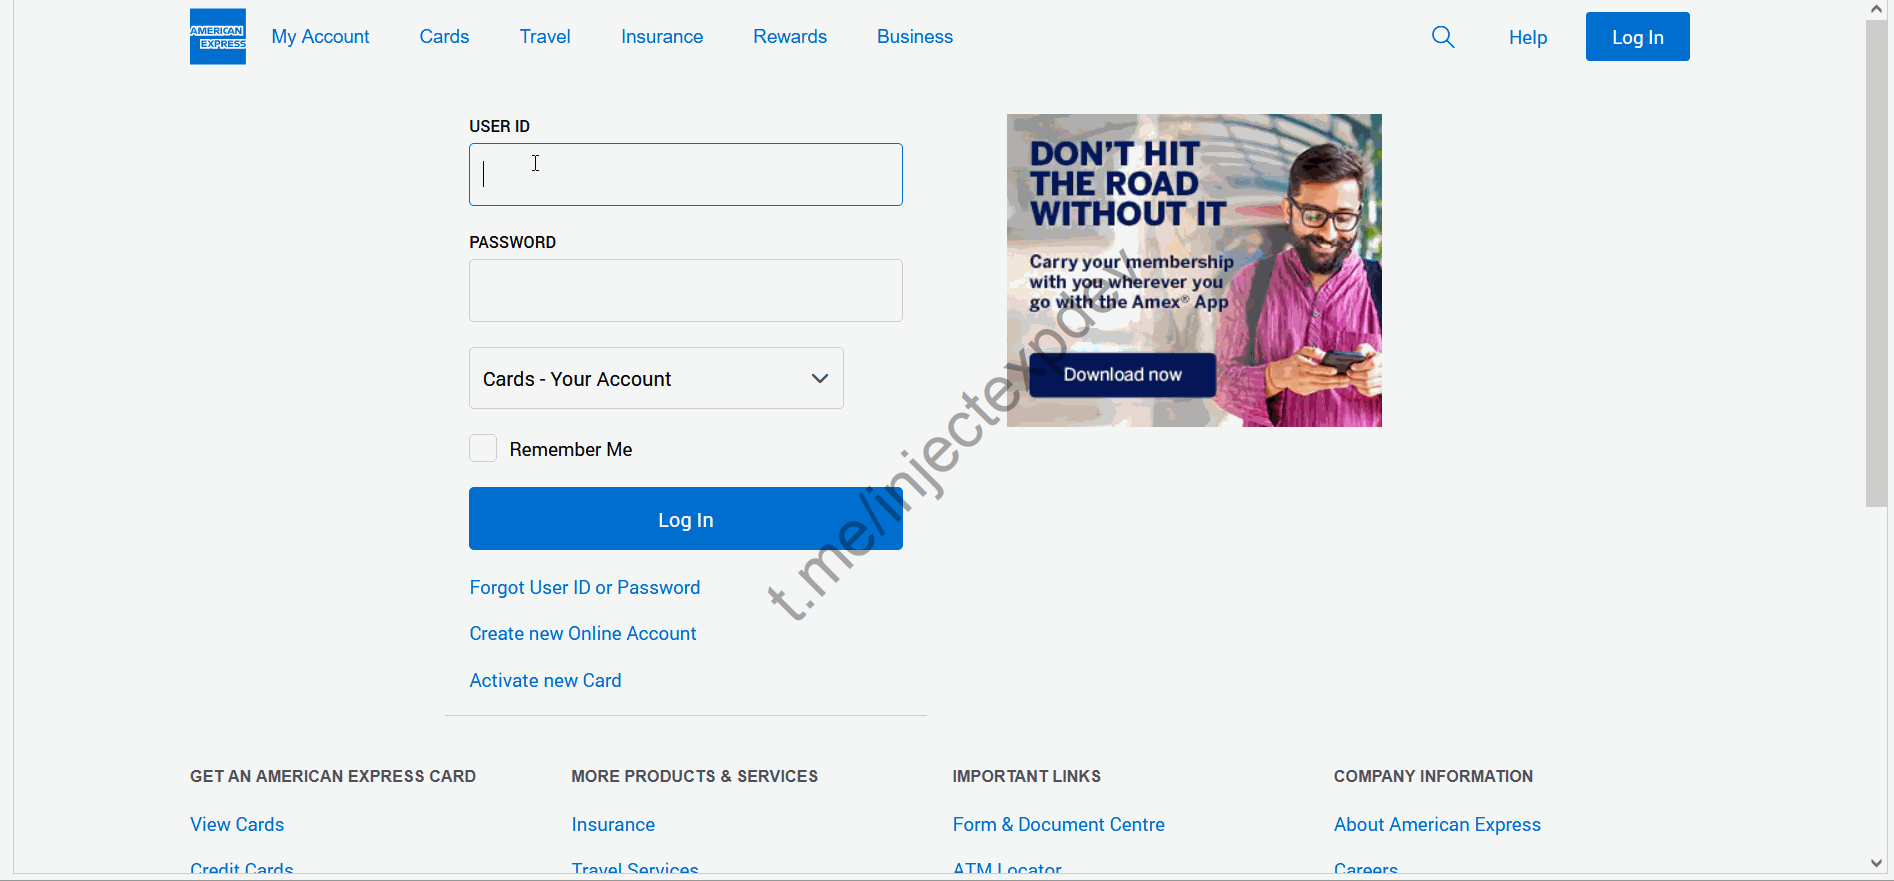 AMERICAN
EXPRESS
My Account
Cards
Travel
Insurance
Rewards
Business
Help
Log In
USER ID
PASSWORD
Cards - Your Account
Remember Me
Log In
Forgot User ID or Password
Create new Online Account
Activate new Card
DON'T HIT
THE ROAD
WITHOUT IT
Carry your membership
with you wherever you
go with the Amex® App
Download now
t.me/injectexpdev
GET AN AMERICAN EXPRESS CARD
View Cards
Credit Cards
MORE PRODUCTS & SERVICES
Insurance
Travel Services
IMPORTANT LINKS
Form & Document Centre
ATM Locator
COMPANY INFORMATION
About American Express
Careers